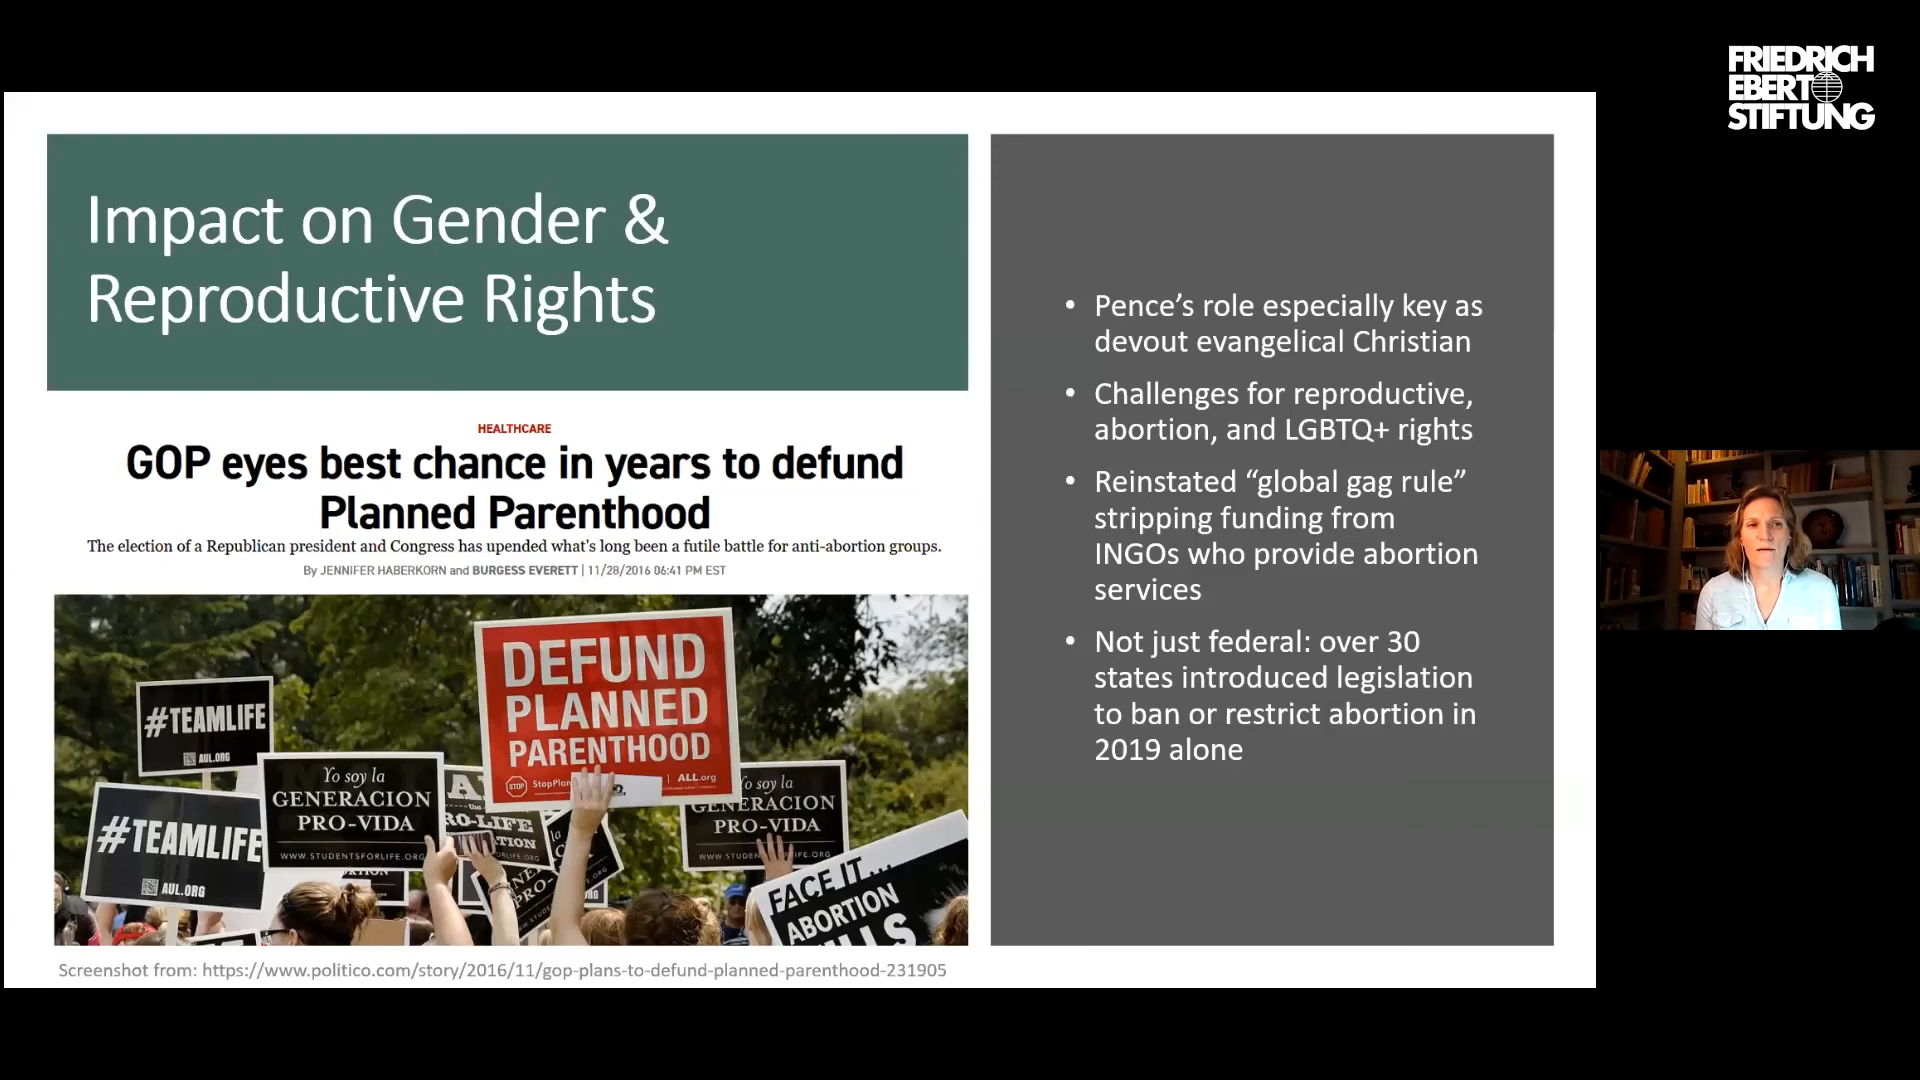 FRIEDRICH
EBERT
STIFTUNG
Impact on Gender &
Reproductive Rights
HEALTHCARE
GOP eyes best chance in years to defund
Planned Parenthood
The election of a Republican president and Congress has upended what's long been a futile battle for anti-abortion groups.
By JENNIFER HABERKORN and BURGESS EVERETT | 11/28/2016 06:41 PM EST
#TEAMLIFE
AUL.ORG
#TEAMLIFE
AUL.ORG
Yo soy la
GENERACION
PRO-VIDA
WWW.STUDENTSFORLIFE.ORG
DEFUND
PLANNED
PARENTHOOD
STOP
ALL.org
RO-LIFE
Yo soy la
GENERACION
PRO-VIDA
FACE IT...
ABORTION
Screenshot from: https://www.politico.com/story/2016/11/gop-plans-to-defund-planned-parenthood-231905
• Pence’s role especially key as
devout evangelical Christian
• Challenges for reproductive,
abortion, and LGBTQ+ rights
• Reinstated “global gag rule”
stripping funding from
INGOs who provide abortion
services
• Not just federal: over 30
states introduced legislation
to ban or restrict abortion in
2019 alone